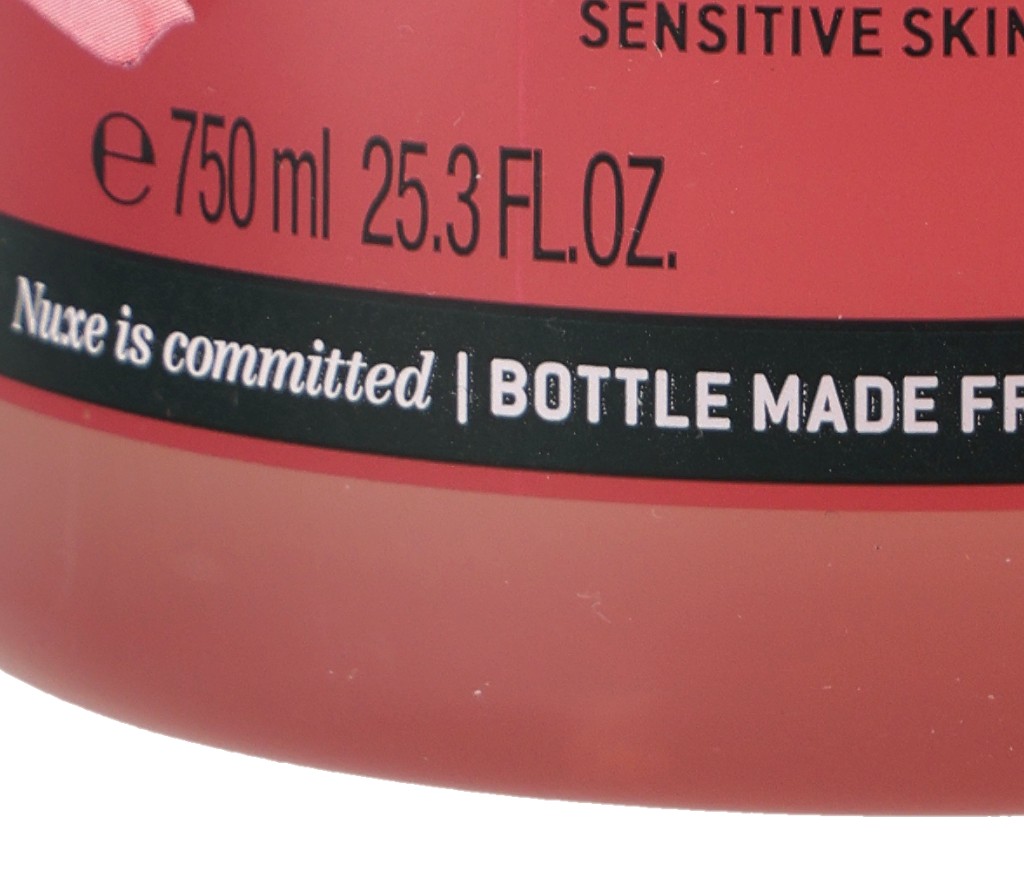 SENSITIVE SKIN
℮ 750 ml 25.3 FL.OZ.
Nuxe is committed | BOTTLE MADE FR